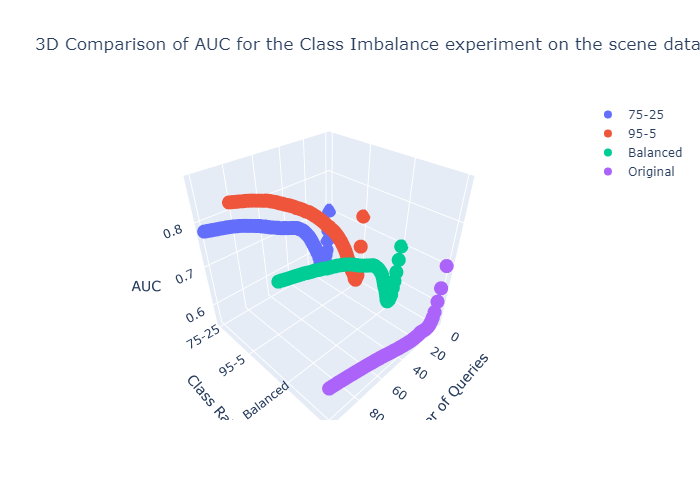 3D Comparison of AUC for the Class Imbalance experiment on the scene data
75-25
95-5
Balanced
Original
0.8
0.7
0.6
AUC
75-25
95-5
Balanced
Class Ra
0
20
40
60
80
er of Queries